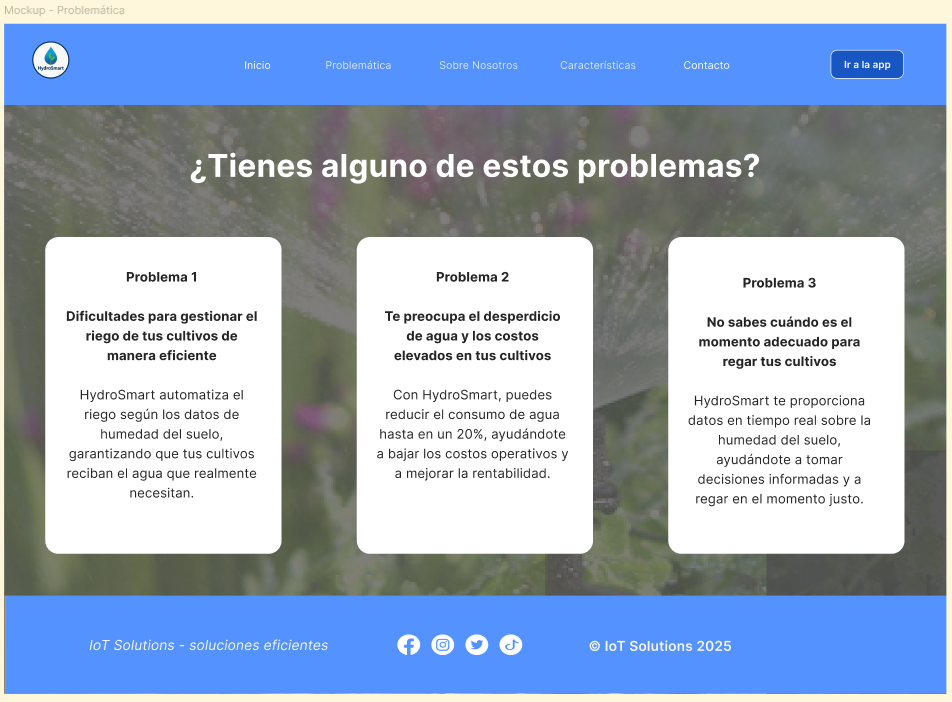 Mockup - Problemática
HydroSmart
Inicio
Problemática
Sobre Nosotros
Características
Contacto
Ir a la app
¿Tienes alguno de estos problemas?
Problema 1
Dificultades para gestionar el
riego de tus cultivos de
manera eficiente
HydroSmart automatiza el
riego según los datos de
humedad del suelo,
garantizando que tus cultivos
reciban el agua que realmente
necesitan.
Problema 2
Te preocupa el desperdicio
de agua y los costos
elevados en tus cultivos
Con HydroSmart, puedes
reducir el consumo de agua
hasta en un 20%, ayudándote
a bajar los costos operativos y
a mejorar la rentabilidad.
Problema 3
No sabes cuándo es el
momento adecuado para
regar tus cultivos
HydroSmart te proporciona
datos en tiempo real sobre la
humedad del suelo,
ayudándote a tomar
decisiones informadas y a
regar en el momento justo.
IoT Solutions - soluciones eficientes
© IoT Solutions 2025